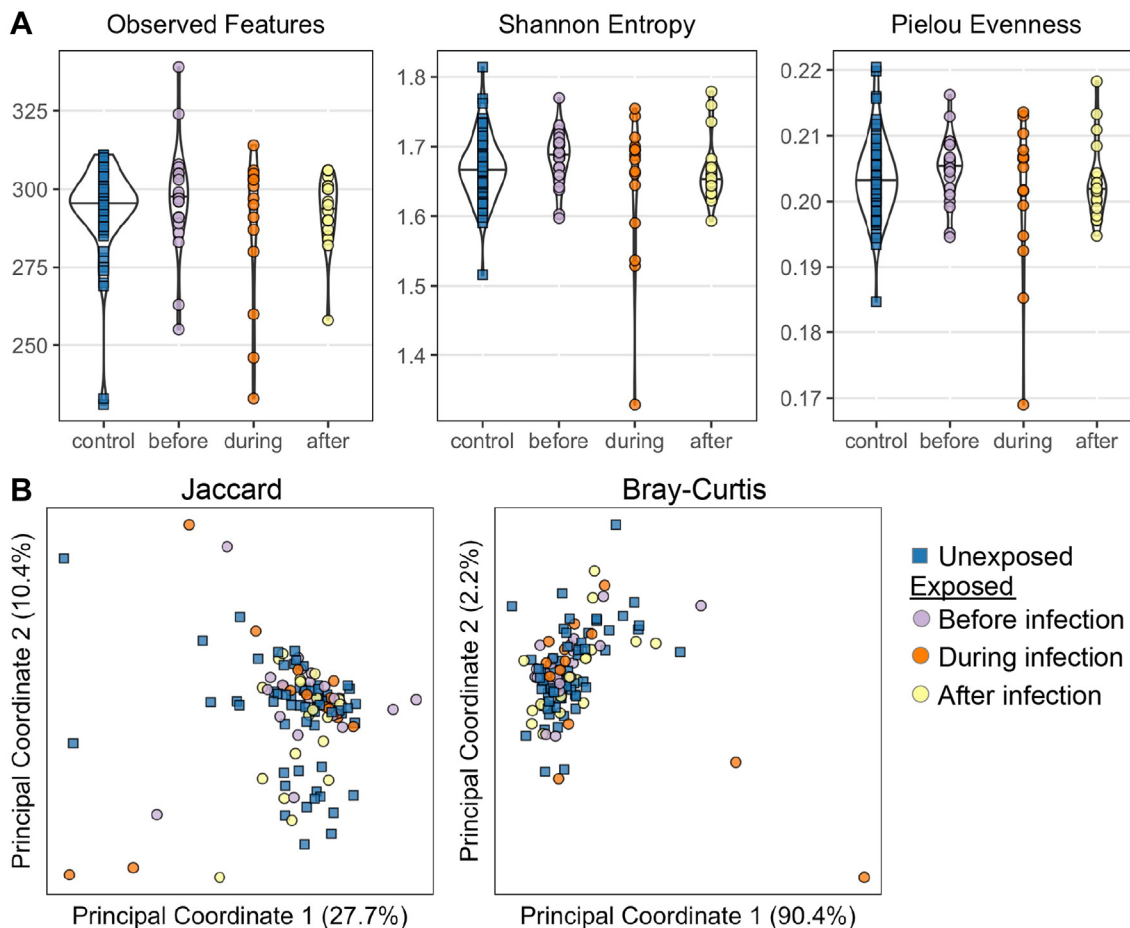 A
Observed Features
Shannon Entropy
Pielou Evenness
325
300
275
250
control before during after
1.8
1.7
1.6
1.5
1.4
control before during after
0.22
0.21
0.20
0.19
0.18
0.17
control before during after
B
Jaccard
Bray-Curtis
Principal Coordinate 2 (10.4%)
Principal Coordinate 1 (27.7%)
Principal Coordinate 2 (2.2%)
Principal Coordinate 1 (90.4%)
Unexposed
Exposed
Before infection
During infection
After infection